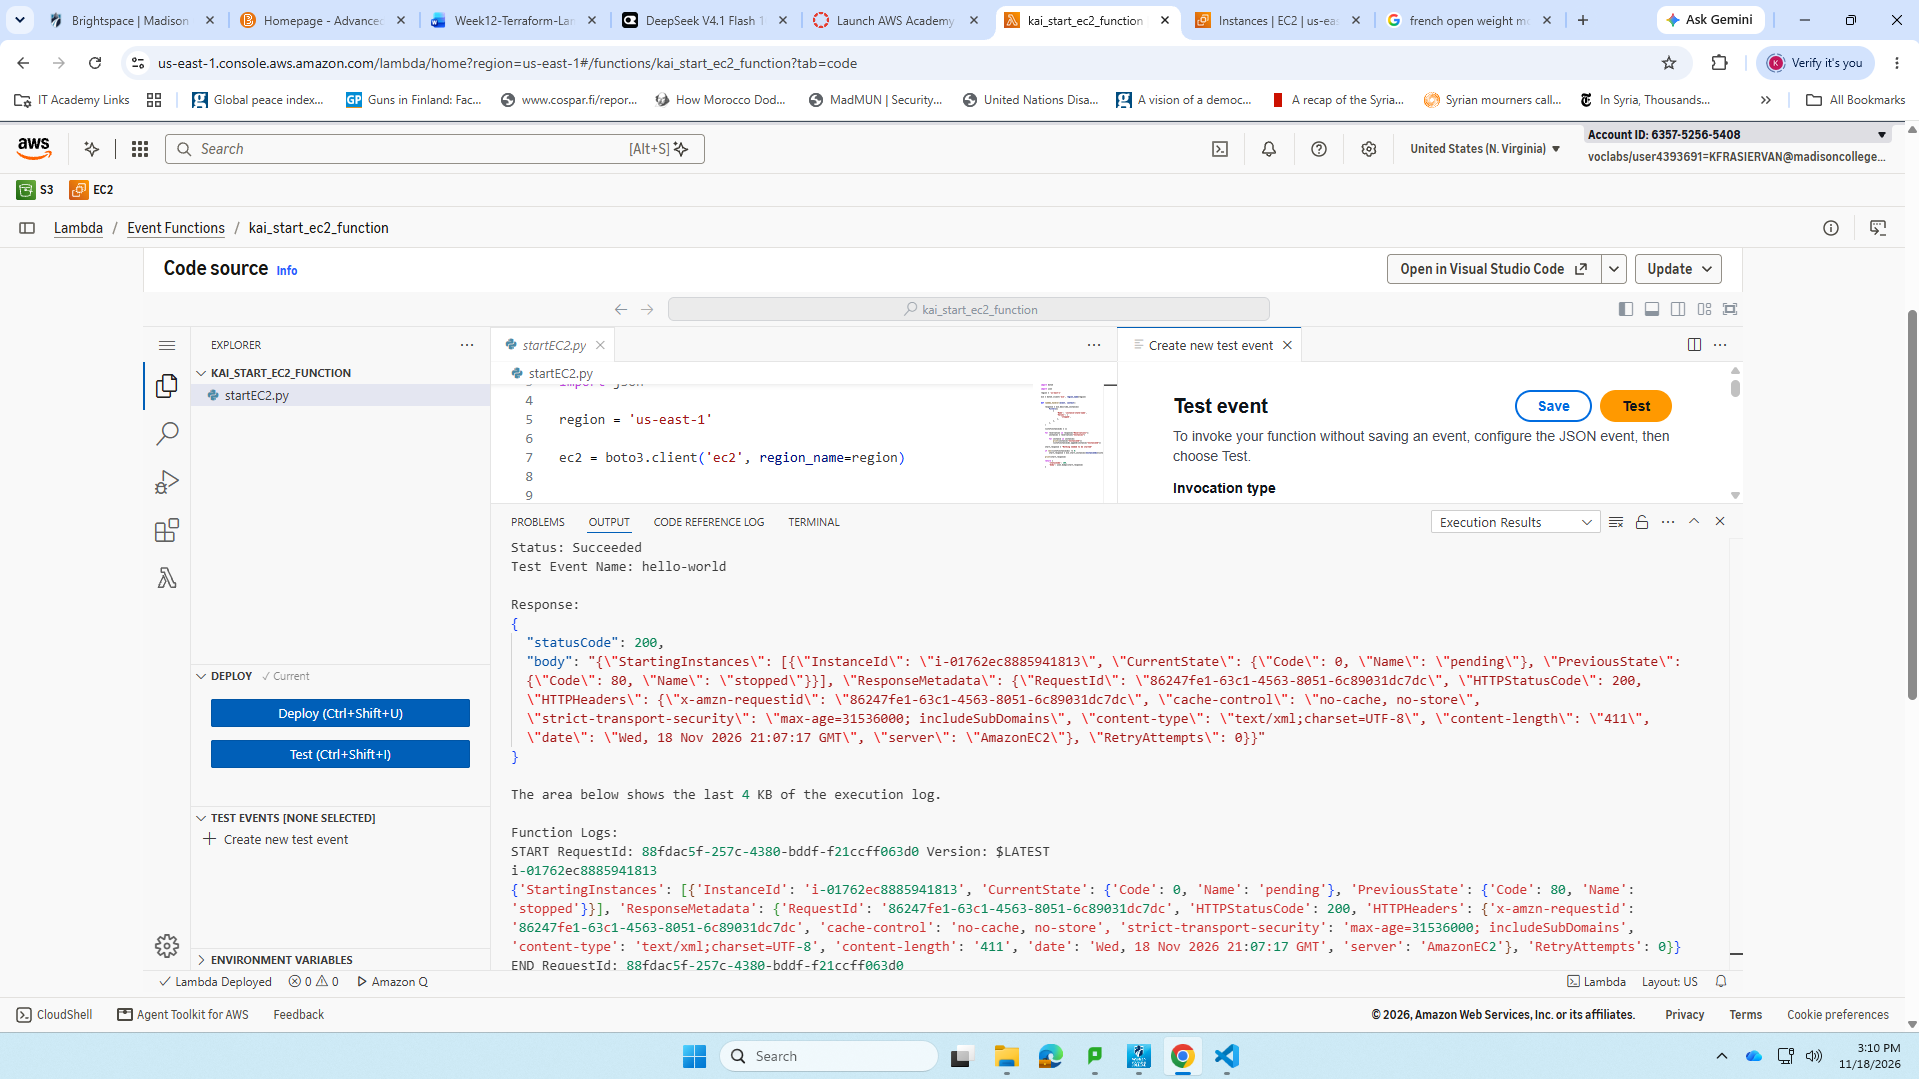 Brightspace | Madison
Homepage - Advanced
Week12-Terraform-Lan
DeepSeek V4.1 Flash 1
Launch AWS Academy
kai_start_ec2_function
Instances | EC2 | us-eas
french open weight mo
Ask Gemini
us-east-1.console.aws.amazon.com/lambda/home?region=us-east-1#/functions/kai_start_ec2_function?tab=code
K
Verify it's you
IT Academy Links
Global peace index...
Guns in Finland: Fac...
www.cospar.fi/repor...
How Morocco Dod...
MadMUN | Security...
United Nations Disa...
A vision of a democ...
A recap of the Syria...
Syrian mourners call...
In Syria, Thousands...
All Bookmarks
aws
Search
[Alt+S]
United States (N. Virginia)
Account ID: 6357-5256-5408
voclabs/user4393691=KFRASIERVAN@madisoncollege...
S3
EC2
Lambda / Event Functions / kai_start_ec2_function
Code source Info
Open in Visual Studio Code
Update
kai_start_ec2_function
EXPLORER
KAI_START_EC2_FUNCTION
startEC2.py
startEC2.py
startEC2.py
3 import json
4
5 region = 'us-east-1'
6
7 ec2 = boto3.client('ec2', region_name=region)
8
9
Create new test event
Test event
Save
Test
To invoke your function without saving an event, configure the JSON event, then
choose Test.
Invocation type
PROBLEMS
OUTPUT
CODE REFERENCE LOG
TERMINAL
Execution Results
Status: Succeeded
Test Event Name: hello-world
Response:
{
"statusCode": 200,
"body": "{\"StartingInstances\": [{\"InstanceId\": \"i-01762ec8885941813\", \"CurrentState\": {\"Code\": 0, \"Name\": \"pending\"}, \"PreviousState\":
{\"Code\": 80, \"Name\": \"stopped\"}}], \"ResponseMetadata\": {\"RequestId\": \"86247fe1-63c1-4563-8051-6c89031dc7dc\", \"HTTPStatusCode\": 200,
\"HTTPHeaders\": {\"x-amzn-requestid\": \"86247fe1-63c1-4563-8051-6c89031dc7dc\", \"cache-control\": \"no-cache, no-store\",
\"strict-transport-security\": \"max-age=31536000; includeSubDomains\", \"content-type\": \"text/xml;charset=UTF-8\", \"content-length\": \"411\",
\"date\": \"Wed, 18 Nov 2026 21:07:17 GMT\", \"server\": \"AmazonEC2\"}, \"RetryAttempts\": 0}}"
}
The area below shows the last 4 KB of the execution log.
Function Logs:
START RequestId: 88fdac5f-257c-4380-bddf-f21ccff063d0 Version: $LATEST
i-01762ec8885941813
{'StartingInstances': [{'InstanceId': 'i-01762ec8885941813', 'CurrentState': {'Code': 0, 'Name': 'pending'}, 'PreviousState': {'Code': 80, 'Name':
'stopped'}}], 'ResponseMetadata': {'RequestId': '86247fe1-63c1-4563-8051-6c89031dc7dc', 'HTTPStatusCode': 200, 'HTTPHeaders': {'x-amzn-requestid':
'86247fe1-63c1-4563-8051-6c89031dc7dc', 'cache-control': 'no-cache, no-store', 'strict-transport-security': 'max-age=31536000; includeSubDomains',
'content-type': 'text/xml;charset=UTF-8', 'content-length': '411', 'date': 'Wed, 18 Nov 2026 21:07:17 GMT', 'server': 'AmazonEC2'}, 'RetryAttempts': 0}}
END RequestId: 88fdac5f-257c-4380-bddf-f21ccff063d0
DEPLOY Current
Deploy (Ctrl+Shift+U)
Test (Ctrl+Shift+I)
TEST EVENTS [NONE SELECTED]
Create new test event
ENVIRONMENT VARIABLES
Lambda Deployed
0
0
Amazon Q
Lambda
Layout: US
CloudShell
Agent Toolkit for AWS
Feedback
© 2026, Amazon Web Services, Inc. or its affiliates.
Privacy
Terms
Cookie preferences
Search
3:10 PM
11/18/2026